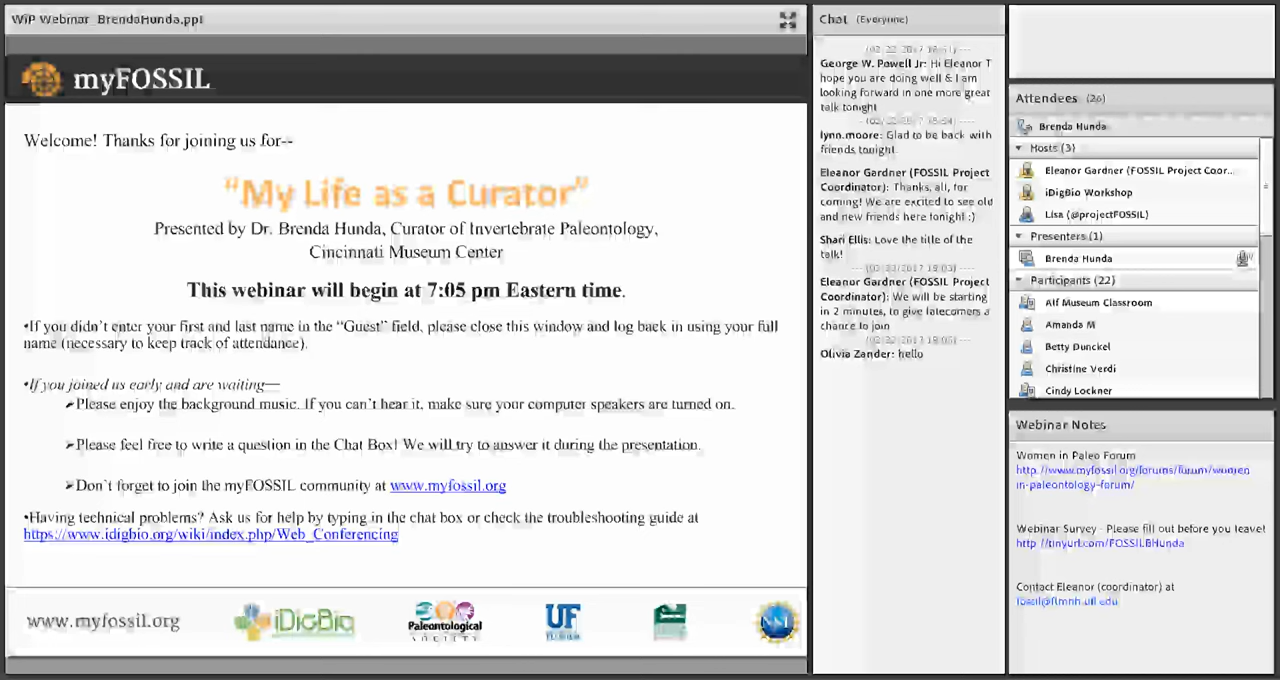 WiP Webinar_BrendaHunda.ppt
myFOSSIL
Welcome! Thanks for joining us for--
"My Life as a Curator"
Presented by Dr. Brenda Hunda, Curator of Invertebrate Paleontology,
Cincinnati Museum Center
This webinar will begin at 7:05 pm Eastern time.
•If you didn't enter your first and last name in the "Guest" field, please close this window and log back in using your full
name (necessary to keep track of attendance).
•If you joined us early and are waiting—
➢Please enjoy the background music. If you can't hear it, make sure your computer speakers are turned on.
➢Please feel free to write a question in the Chat Box! We will try to answer it during the presentation.
➢Don't forget to join the myFOSSIL community at www.myfossil.org
•Having technical problems? Ask us for help by typing in the chat box or check the troubleshooting guide at
https://www.idigbio.org/wiki/index.php/Web_Conferencing
www.myfossil.org
iDigBio
Paleontological
SOCIETY
UF
FLORIDA
NSF
Chat (Everyone)
George W. Powell Jr: Hi Eleanor I
hope you are doing well & I am
looking forward in one more great
talk tonight
lynn.moore: Glad to be back with
friends tonight.
Eleanor Gardner (FOSSIL Project
Coordinator): Thanks, all, for
coming! We are excited to see old
and new friends here tonight :)
Shari Ellis: Love the title of the
talk!
Eleanor Gardner (FOSSIL Project
Coordinator): We will be starting
in 2 minutes, to give latecomers a
chance to join
Olivia Zander: hello
Attendees (26)
Brenda Hunda
Hosts (3)
Eleanor Gardner (FOSSIL Project Coor...
iDigBio Workshop
Lisa (@projectFOSSIL)
Presenters (1)
Brenda Hunda
Participants (22)
Alf Museum Classroom
Amanda M
Betty Dunckel
Christine Verdi
Cindy Lockner
Webinar Notes
Women in Paleo Forum
http://www.myfossil.org/forums/forum/women
in-paleontology-forum/
Webinar Survey - Please fill out before you leave!
http://tinyurl.com/FOSSILBHunda
Contact Eleanor (coordinator) at
fossil@flmnh.ufl.edu